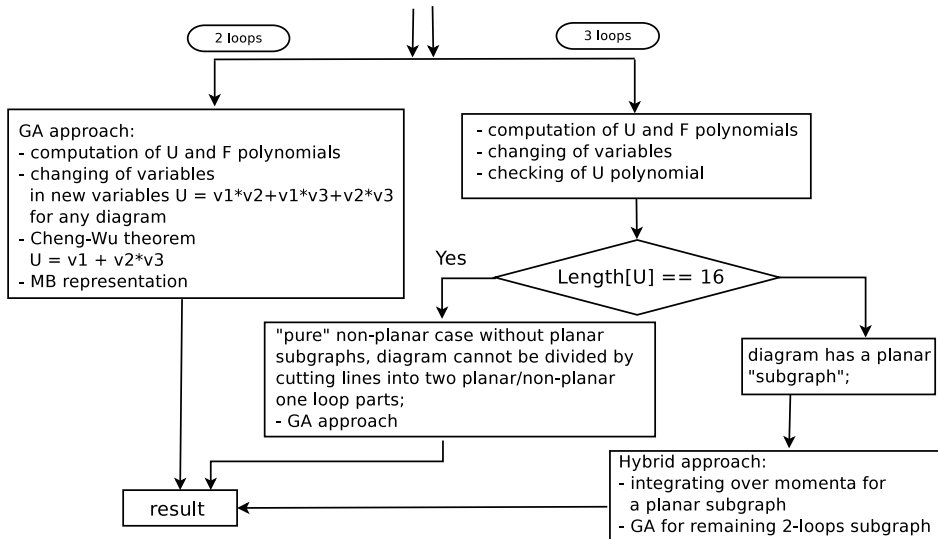 2 loops
3 loops
GA approach:
- computation of U and F polynomials
- changing of variables
in new variables U = v1*v2+v1*v3+v2*v3
for any diagram
- Cheng-Wu theorem
U = v1 + v2*v3
- MB representation
- computation of U and F polynomials
- changing of variables
- checking of U polynomial
Yes
Length[U] == 16
"pure" non-planar case without planar
subgraphs, diagram cannot be divided by
cutting lines into two planar/non-planar
one loop parts;
- GA approach
diagram has a planar
"subgraph";
Hybrid approach:
- integrating over momenta for
a planar subgraph
- GA for remaining 2-loops subgraph
result